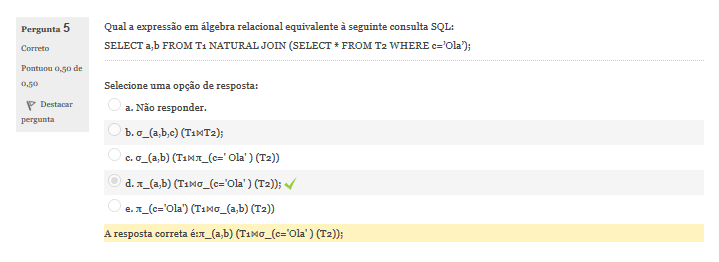 Pergunta 5
Correto
Pontuou 0,50 de
0,50
Destacar
pergunta
Qual a expressão em álgebra relacional equivalente à seguinte consulta SQL:
SELECT a,b FROM T1 NATURAL JOIN (SELECT * FROM T2 WHERE c='Ola');
Selecione uma opção de resposta:
a. Não responder.
b. σ_(a,b,c) (T1⋈T2);
c. σ_(a,b) (T1⋈π_(c=' Ola' ) (T2))
d. π_(a,b) (T1⋈σ_(c='Ola' ) (T2));
e. π_(c='Ola') (T1⋈σ_(a,b) (T2))
A resposta correta é:π_(a,b) (T1⋈σ_(c='Ola' ) (T2));